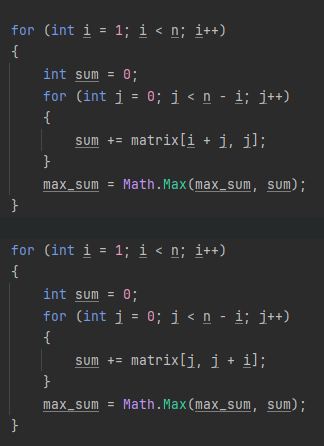 for (int i = 1; i < n; i++)
{
    int sum = 0;
    for (int j = 0; j < n - i; j++)
    {
        sum += matrix[i + j, j];
    }
    max_sum = Math.Max(max_sum, sum);
}
for (int i = 1; i < n; i++)
{
    int sum = 0;
    for (int j = 0; j < n - i; j++)
    {
        sum += matrix[j, j + i];
    }
    max_sum = Math.Max(max_sum, sum);
}